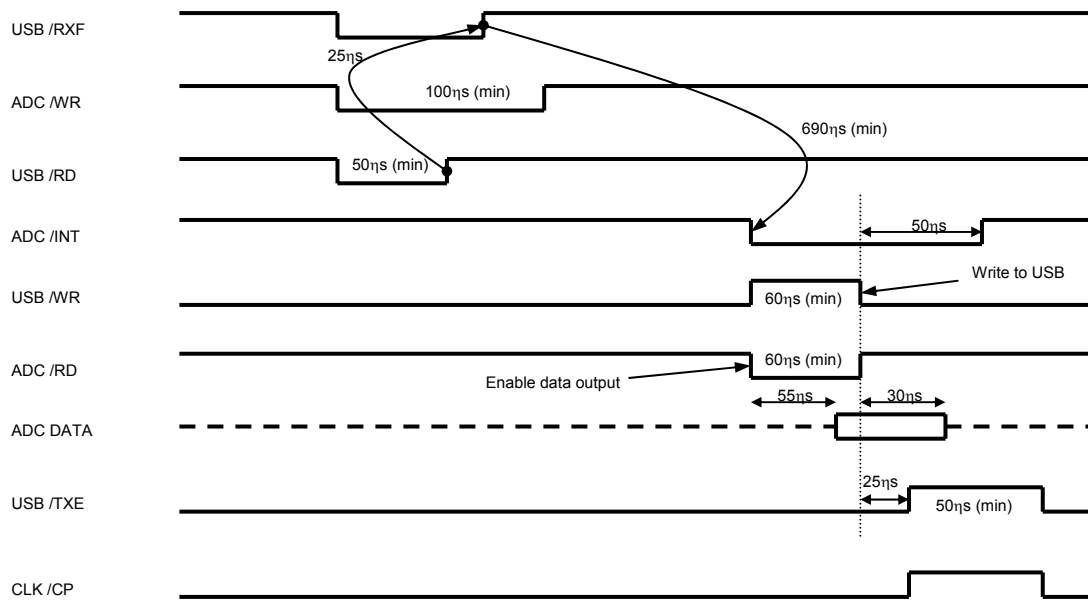 USB /RXF
25ηs
ADC /WR
100ηs (min)
690ηs (min)
USB /RD
50ηs (min)
ADC /INT
50ηs
Write to USB
USB /WR
60ηs (min)
ADC /RD
60ηs (min)
Enable data output
55ηs
30ηs
ADC DATA
25ηs
USB /TXE
50ηs (min)
CLK /CP